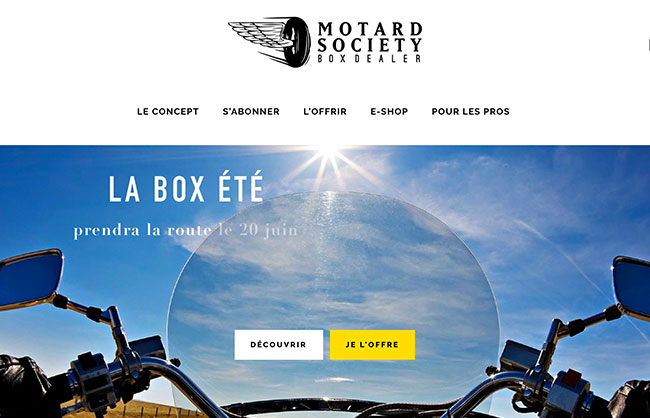 MOTARD
SOCIETY
BOX DEALER
LE CONCEPT S'ABONNER L'OFFRIR E-SHOP POUR LES PROS
LA BOX ÉTÉ
prendra la route le 20 juin
DÉCOUVRIR JE L'OFFRE